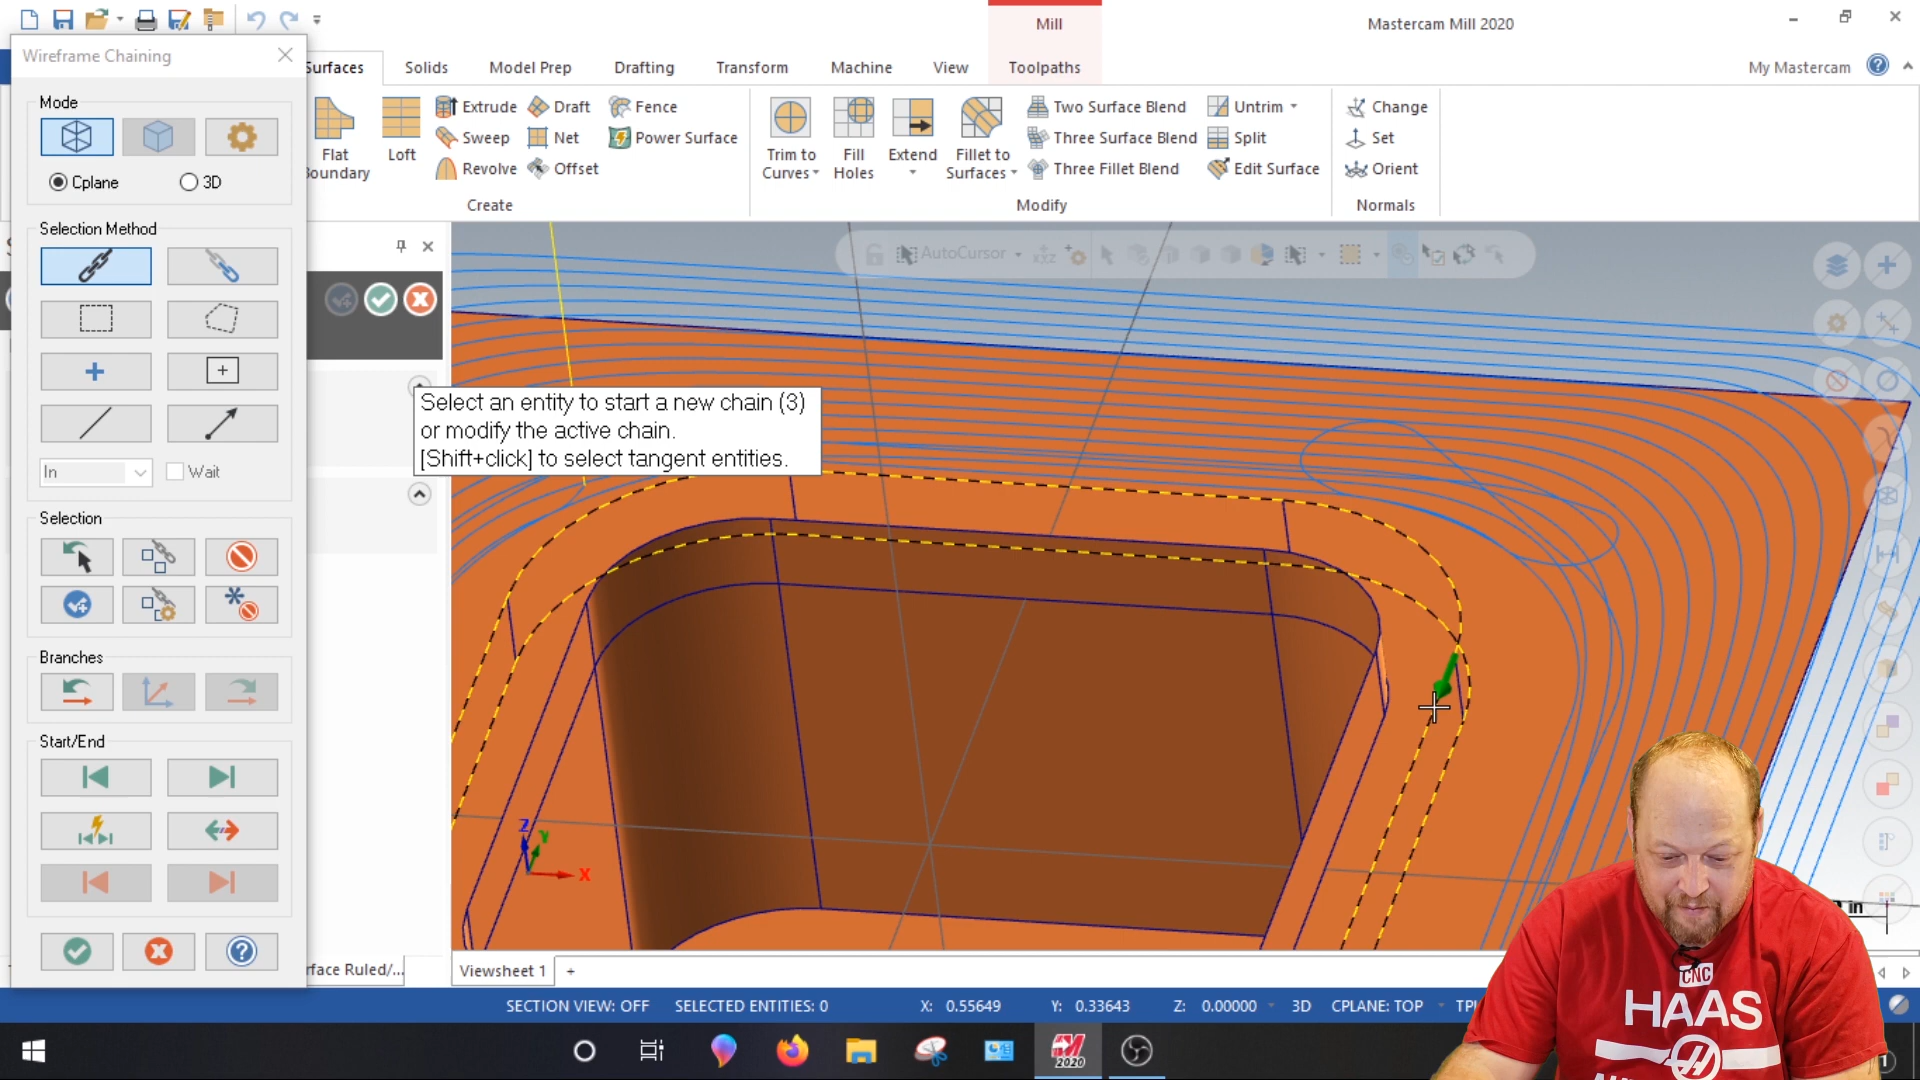 Mill
Mastercam Mill 2020
Wireframe Chaining
Surfaces
Solids
Model Prep
Drafting
Transform
Machine
View
Toolpaths
My Mastercam
Mode
Cplane
3D
Flat
Boundary
Loft
Extrude
Sweep
Revolve
Draft
Net
Offset
Fence
Power Surface
Create
Trim to
Curves
Fill
Holes
Extend
Fillet to
Surfaces
Two Surface Blend
Three Surface Blend
Three Fillet Blend
Untrim
Split
Edit Surface
Modify
Change
Set
Orient
Normals
Selection Method
In
Wait
AutoCursor
xyz
Select an entity to start a new chain (3)
or modify the active chain.
[Shift+click] to select tangent entities.
Selection
Branches
Start/End
Z
Y
X
in
rface Ruled/...
Viewsheet 1
+
SECTION VIEW: OFF
SELECTED ENTITIES: 0
X: 0.55649
Y: 0.33643
Z: 0.00000
3D
CPLANE: TOP
2020
CNC
HAAS